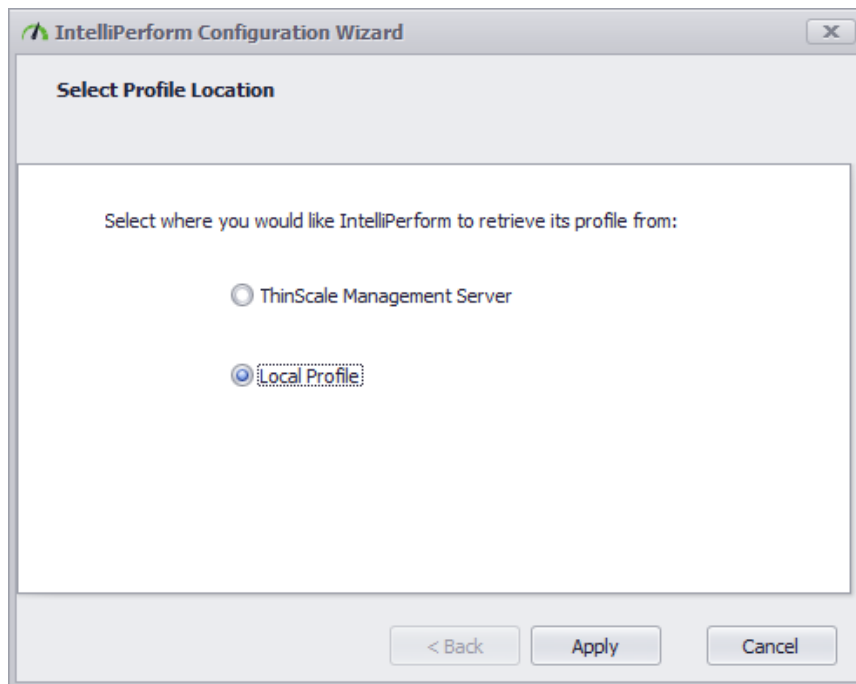 IntelliPerform Configuration Wizard
Select Profile Location
Select where you would like IntelliPerform to retrieve its profile from:
ThinScale Management Server
Local Profile
< Back Apply Cancel